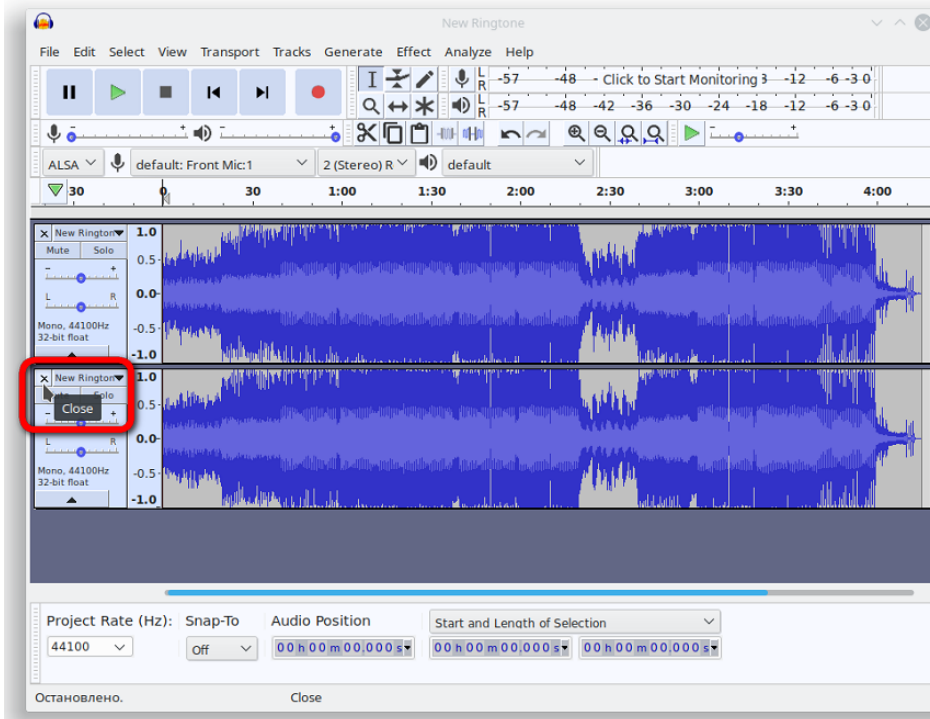 New Ringtone
File Edit Select View Transport Tracks Generate Effect Analyze Help
L R -57 -48 - Click to Start Monitoring 3 -12 -6 -3 0
L R -57 -48 -42 -36 -30 -24 -18 -12 -6 -3 0
- +
- +
- +
ALSA default: Front Mic:1 2 (Stereo) R default
30 0 30 1:00 1:30 2:00 2:30 3:00 3:30 4:00
× New Rington 1.0
Mute Solo
- + 0.5
L R 0.0
Mono, 44100Hz -0.5
32-bit float
-1.0
× New Rington 1.0
Solo
Close 0.5
- +
L R 0.0
Mono, 44100Hz -0.5
32-bit float
-1.0
Project Rate (Hz): Snap-To Audio Position Start and Length of Selection
44100 Off 00 h 00 m 00.000 s 00 h 00 m 00.000 s 00 h 00 m 00.000 s
Остановлено. Close